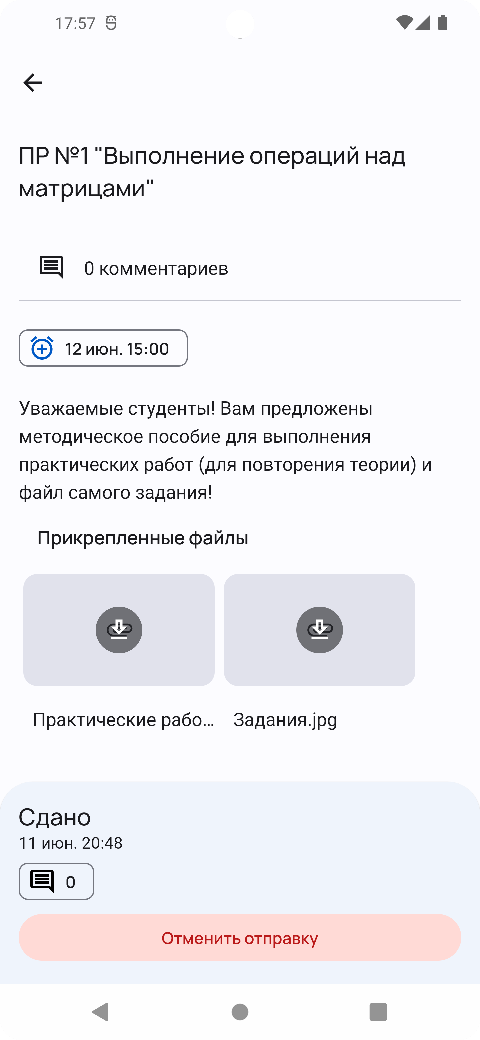 17:57
ПР №1 "Выполнение операций над
матрицами"
0 комментариев
12 июн. 15:00
Уважаемые студенты! Вам предложены
методическое пособие для выполнения
практических работ (для повторения теории) и
файл самого задания!
Прикрепленные файлы
Практические рабо...
Задания.jpg
Сдано
11 июн. 20:48
0
Отменить отправку